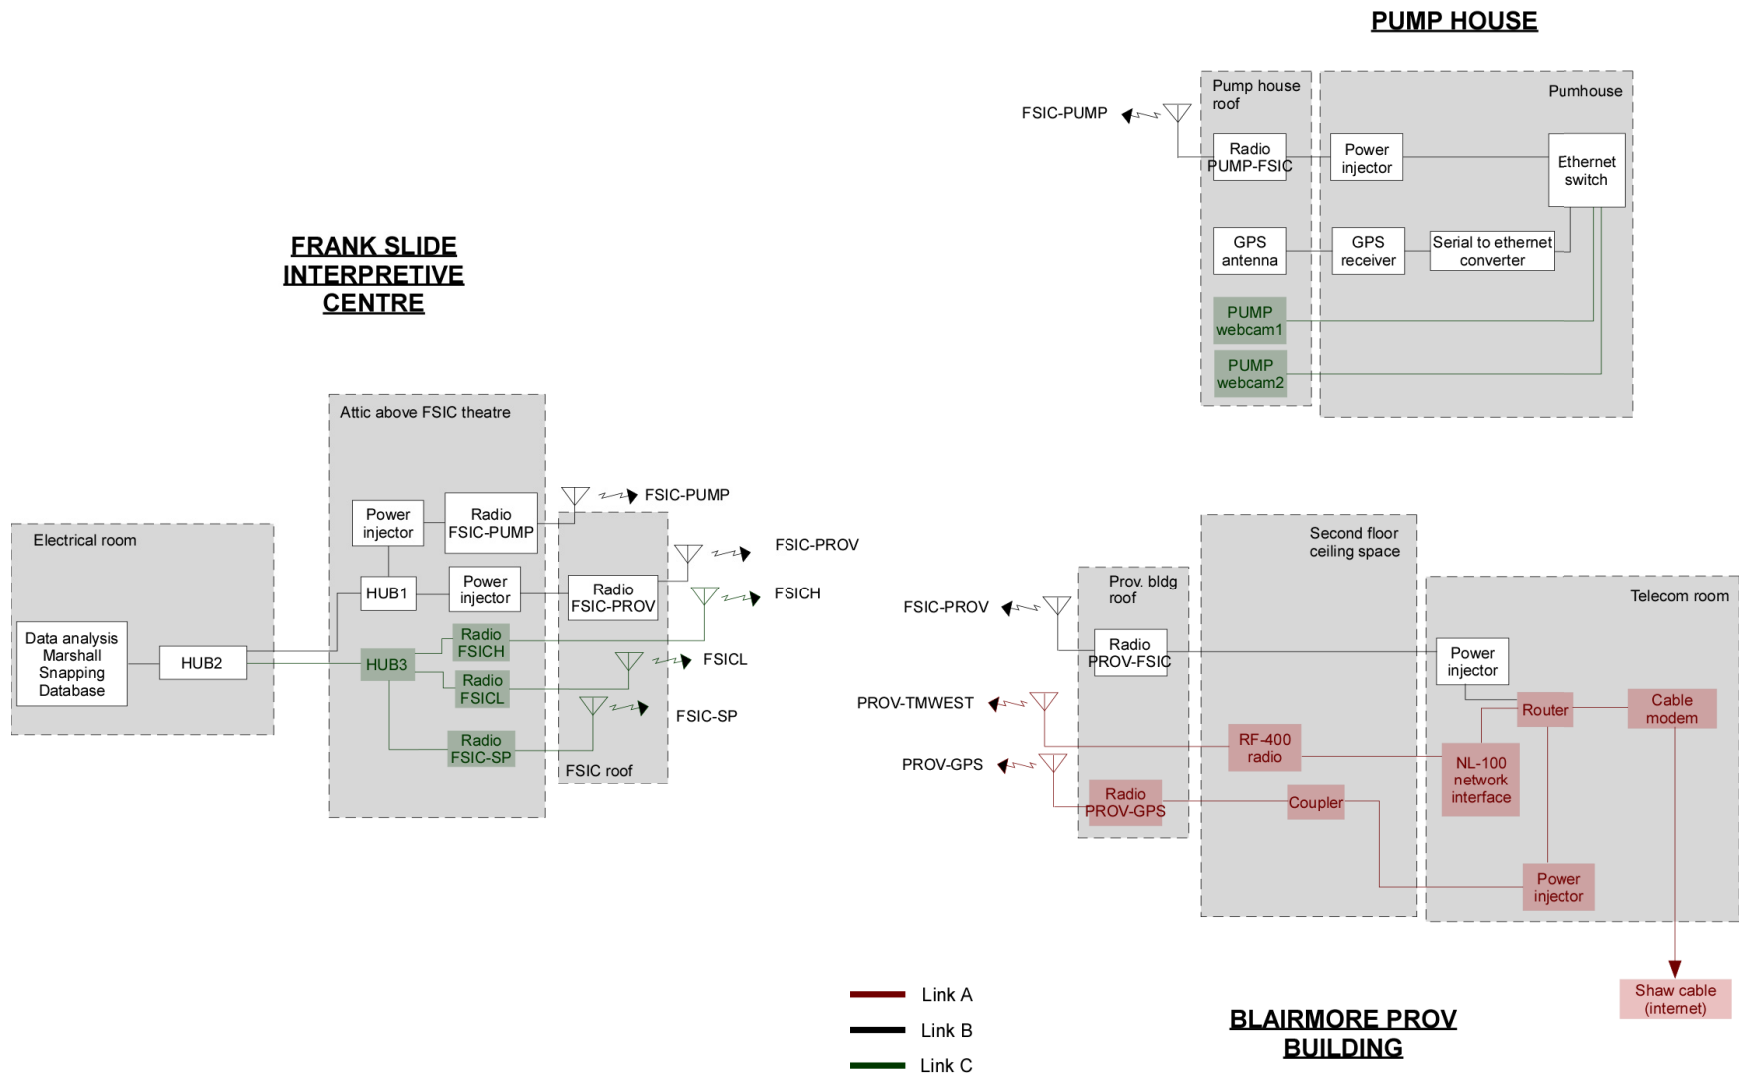 PUMP HOUSE
Pump house
roof
Pumhouse
FSIC-PUMP
Radio
PUMP-FSIC
Power
injector
Ethernet
switch
GPS
antenna
GPS
receiver
Serial to ethernet
converter
PUMP
webcam1
PUMP
webcam2
FRANK SLIDE
INTERPRETIVE
CENTRE
Attic above FSIC theatre
Power
injector
Radio
FSIC-PUMP
FSIC-PUMP
Electrical room
FSIC-PROV
HUB1
Power
injector
Radio
FSIC-PROV
FSICH
Data analysis
Marshall
Snapping
Database
HUB2
HUB3
Radio
FSICH
FSICL
Radio
FSICL
FSIC-SP
Radio
FSIC-SP
FSIC roof
Second floor
ceiling space
Prov. bldg
roof
Telecom room
FSIC-PROV
Radio
PROV-FSIC
Power
injector
PROV-TMWEST
Router
Cable
modem
RF-400
radio
PROV-GPS
NL-100
network
interface
Radio
PROV-GPS
Coupler
Power
injector
Shaw cable
(internet)
Link A
Link B
Link C
BLAIRMORE PROV
BUILDING